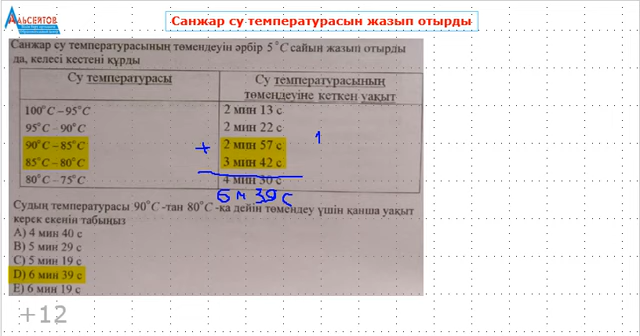 АЛЬСЕИТОВ
Санжар су температурасын жазып отырды
Санжар су температурасының төмендеуін әрбір 5°С сайын жазып отырды
да, келесі кестені құрды
Су температурасы
Су температурасының
төмендеуіне кеткен уақыт
100°С – 95°С 2 мин 13 с
95°С – 90°С 2 мин 22 с
90°С – 85°С + 2 мин 57 с 1
85°С – 80°С 3 мин 42 с
80°С – 75°С 4 мин 30 с
6 м 39 с
Судың температурасы 90°С -тан 80°С -қа дейін төмендеу үшін қанша уақыт
керек екенін табыңыз
А) 4 мин 40 с
В) 5 мин 29 с
С) 5 мин 19 с
D) 6 мин 39 с
Е) 6 мин 19 с
+12